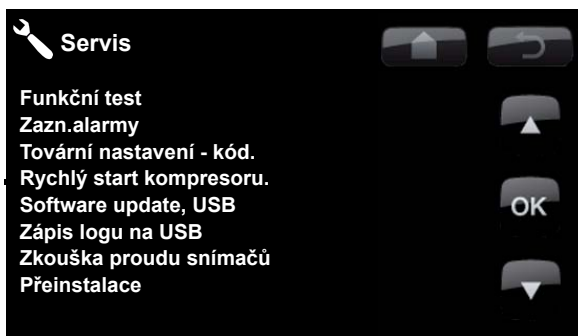 Servis
Funkční test
Zazn.alarmy
Tovární nastavení - kód.
Rychlý start kompresoru.
Software update, USB
OK
Zápis logu na USB
Zkouška proudu snímačů
Přeinstalace